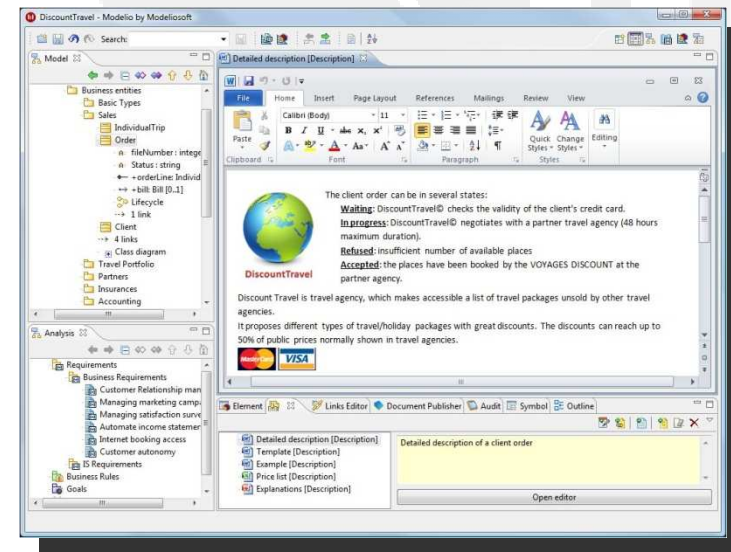 DiscountTravel - Modelio by Modeliosoft
Search:
Model
Business entities
Basic Types
Sales
IndividualTrip
Order
fileNumber : intege
Status : string
+orderLine: Individ
+bill: Bill [0..1]
Lifecycle
1 link
Client
4 links
Class diagram
Travel Portfolio
Partners
Insurances
Accounting
Analysis
Requirements
Business Requirements
Customer Relationship man
Managing marketing camp
Managing satisfaction surve
Automate income statemer
Internet booking access
Customer autonomy
IS Requirements
Business Rules
Goals
Detailed description [Description]
File Home Insert Page Layout References Mailings Review View
Calibri (Body) 11
Paste
Quick Styles
Change Styles
Editing
Clipboard Font Paragraph Styles
The client order can be in several states:
Waiting: DiscountTravel© checks the validity of the client's credit card.
In progress: DiscountTravel© negotiates with a partner travel agency (48 hours
maximum duration).
Refused: insufficient number of available places
Accepted: the places have been booked by the VOYAGES DISCOUNT at the
partner agency.
DiscountTravel
Discount Travel is travel agency, which makes accessible a list of travel packages unsold by other travel
agencies.
It proposes different types of travel/holiday packages with great discounts. The discounts can reach up to
50% of public prices normally shown in travel agencies.
MasterCard VISA
Element Links Editor Document Publisher Audit Symbol Outline
Detailed description [Description]
Template [Description]
Example [Description]
Price list [Description]
Explanations [Description]
Detailed description of a client order
Open editor